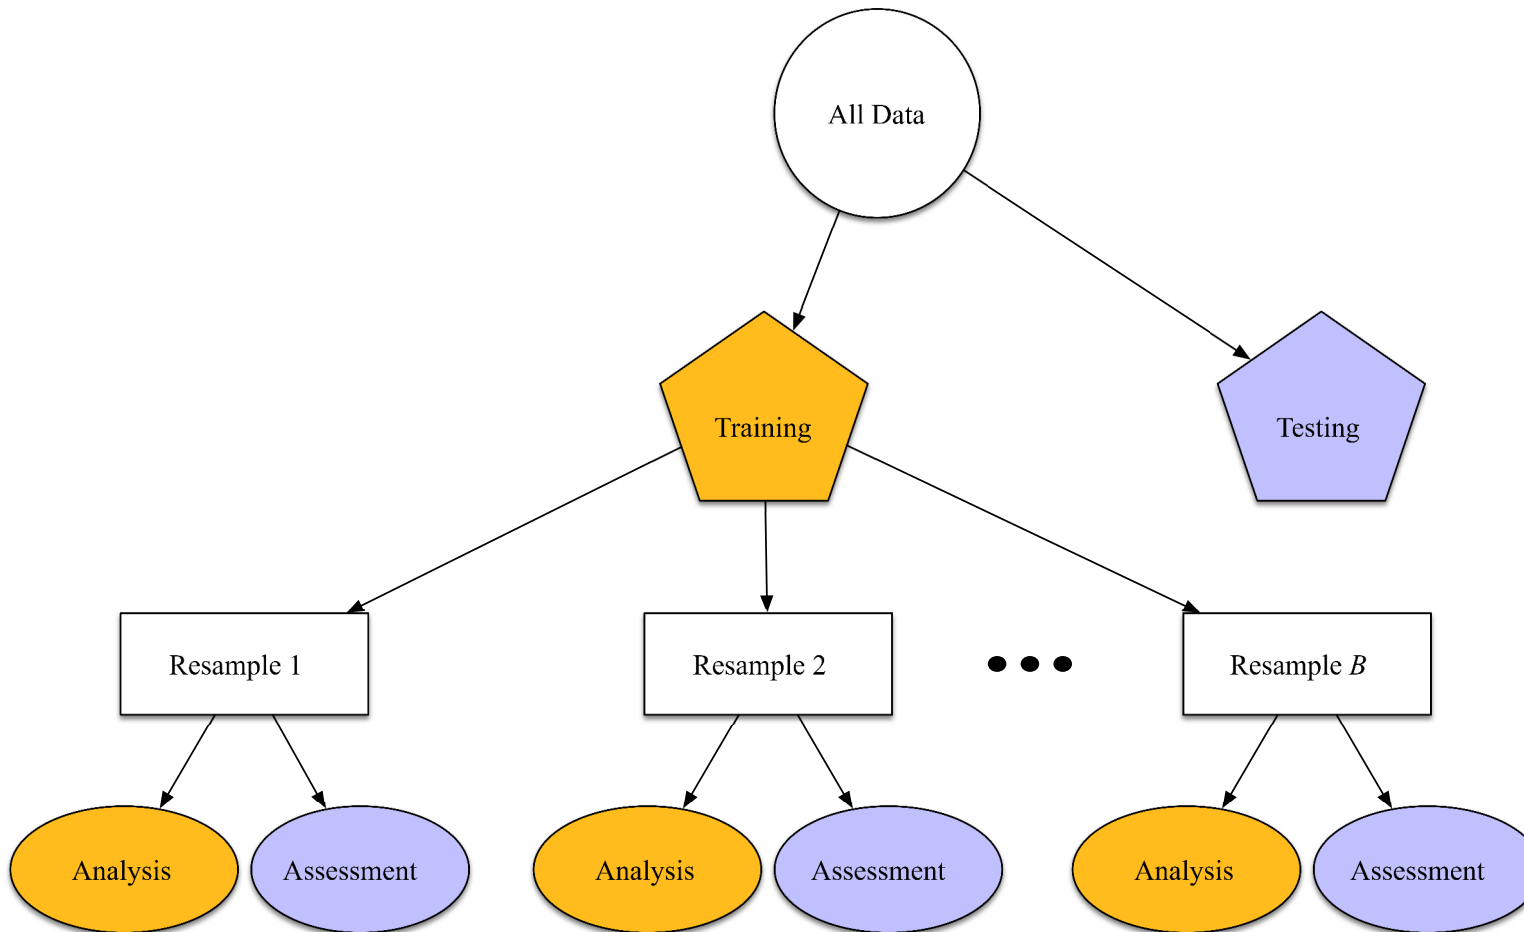 All Data
Training
Testing
Resample 1
Resample 2
Resample B
Analysis
Assessment
Analysis
Assessment
Analysis
Assessment